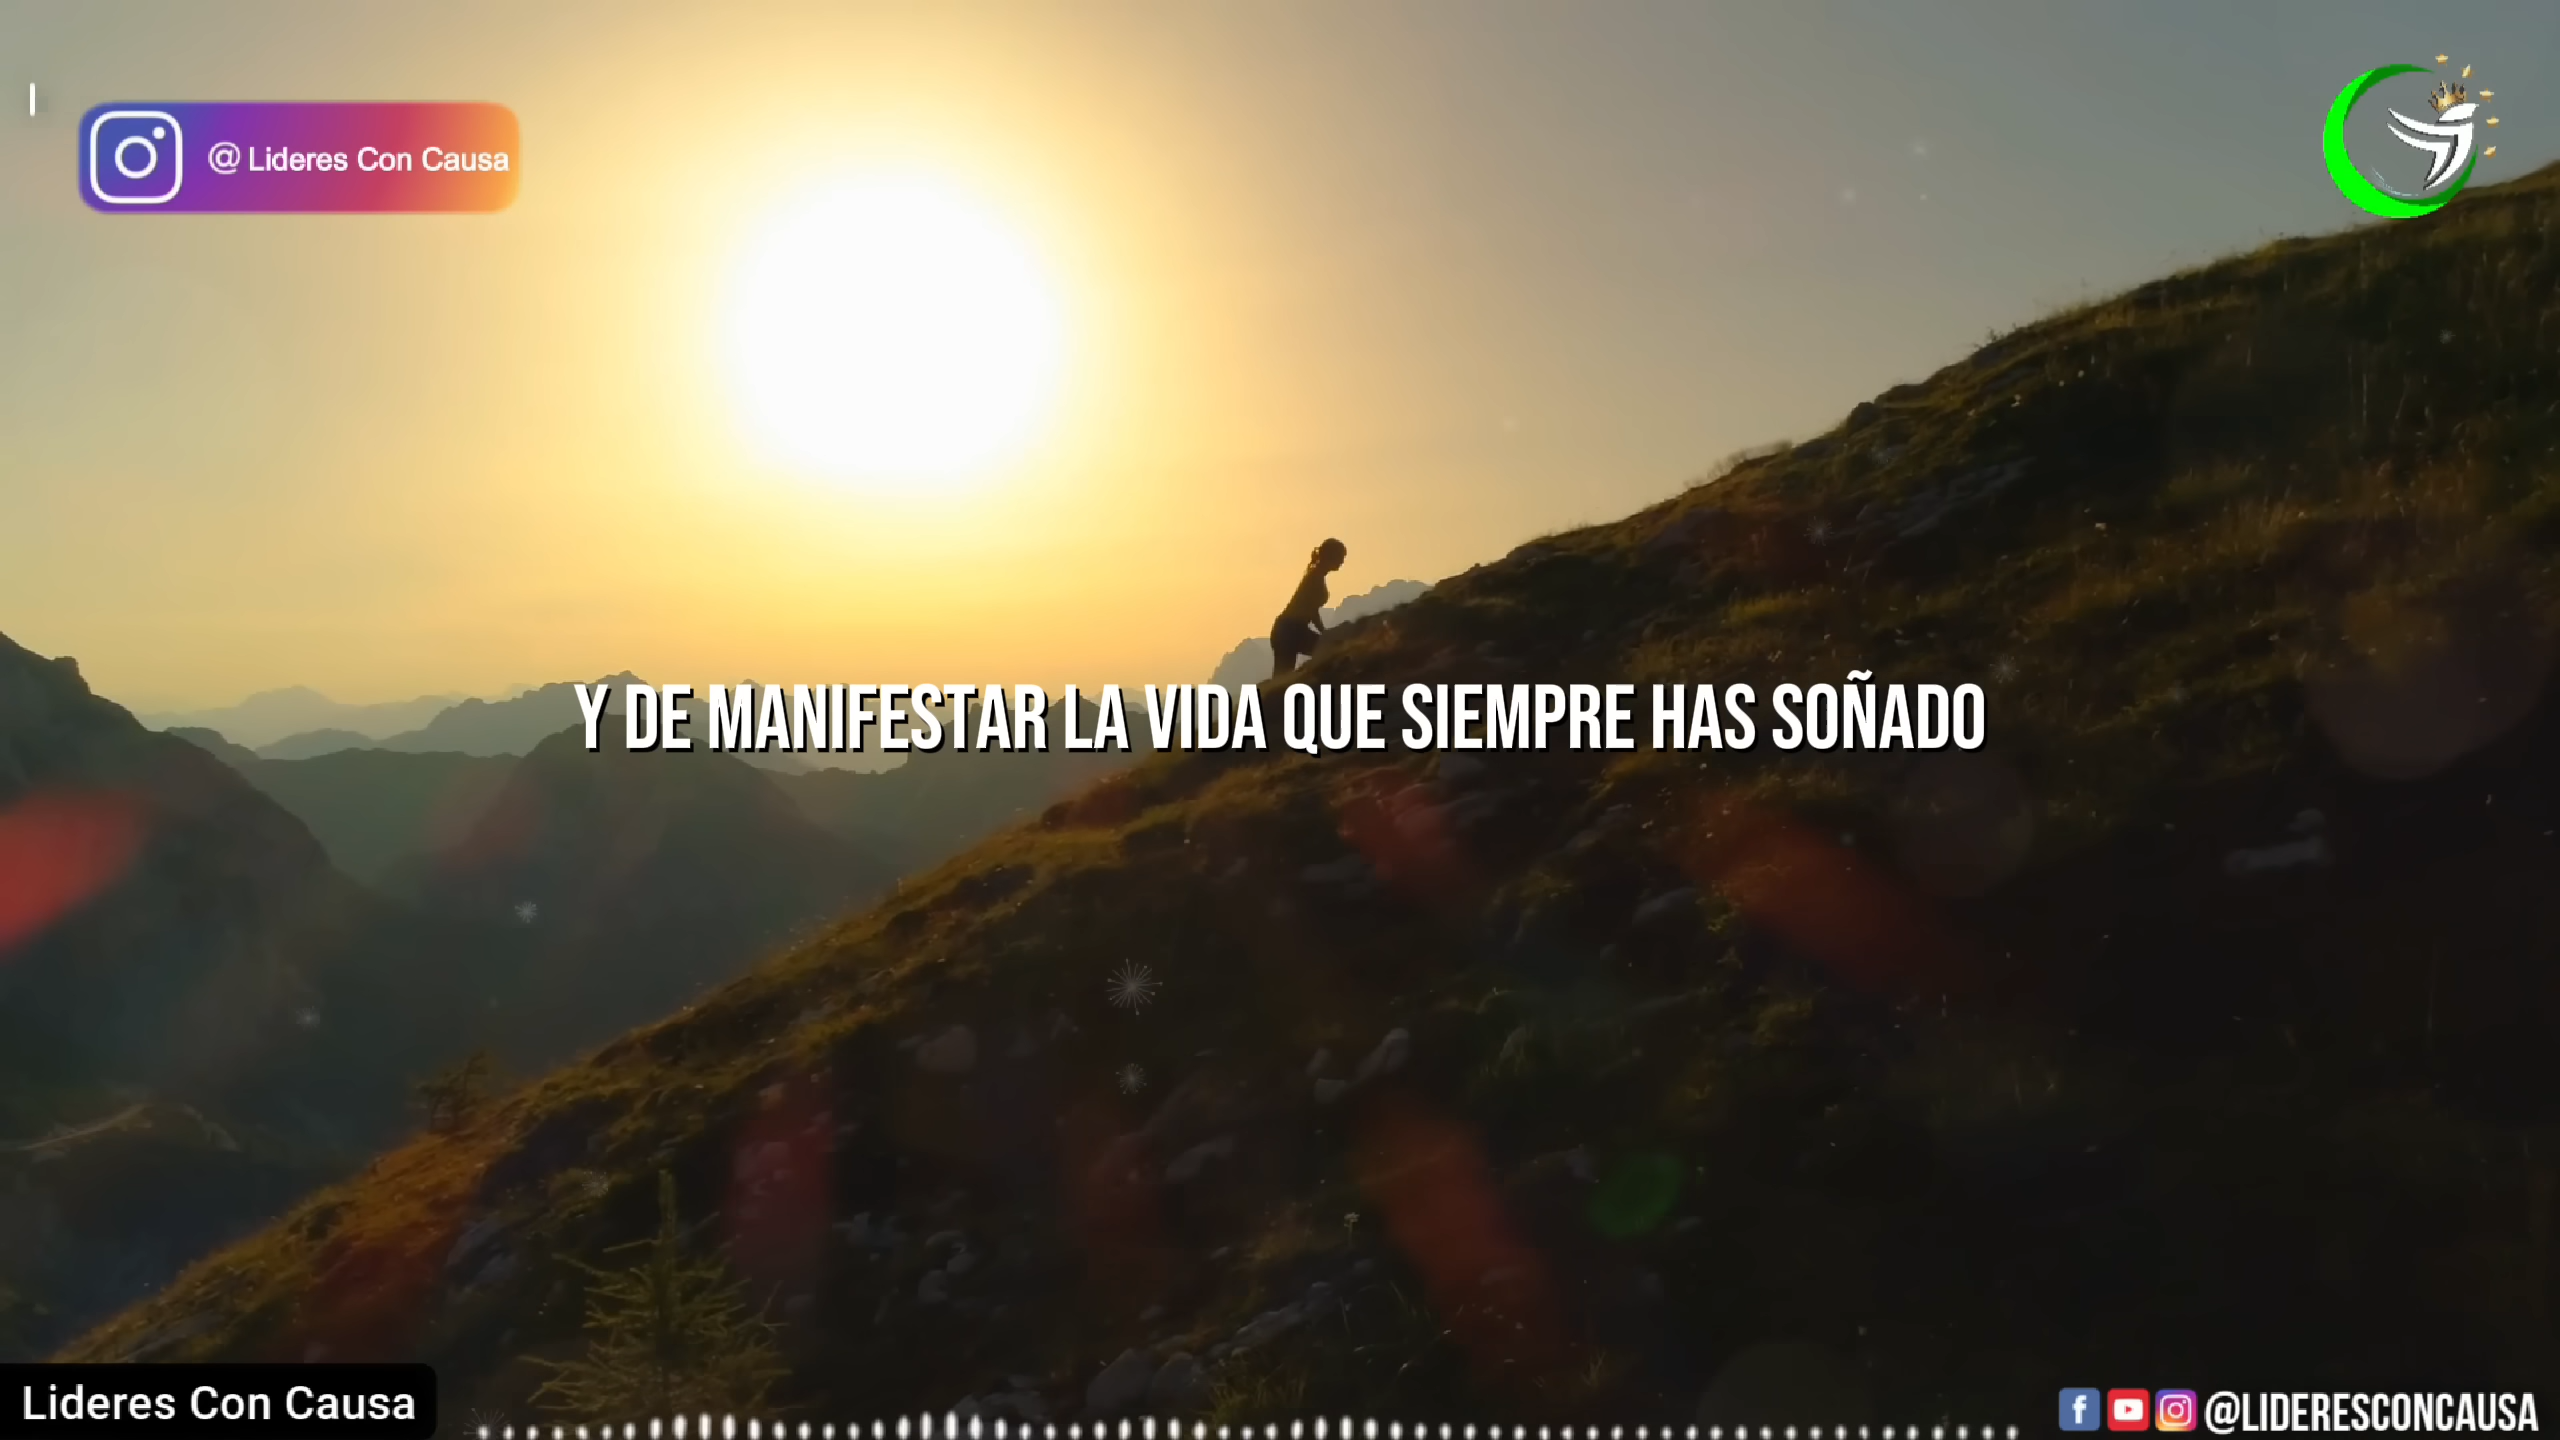 @ Lideres Con Causa
Y DE MANIFESTAR LA VIDA QUE SIEMPRE HAS SOÑADO
Lideres Con Causa
@LIDERESCONCAUSA